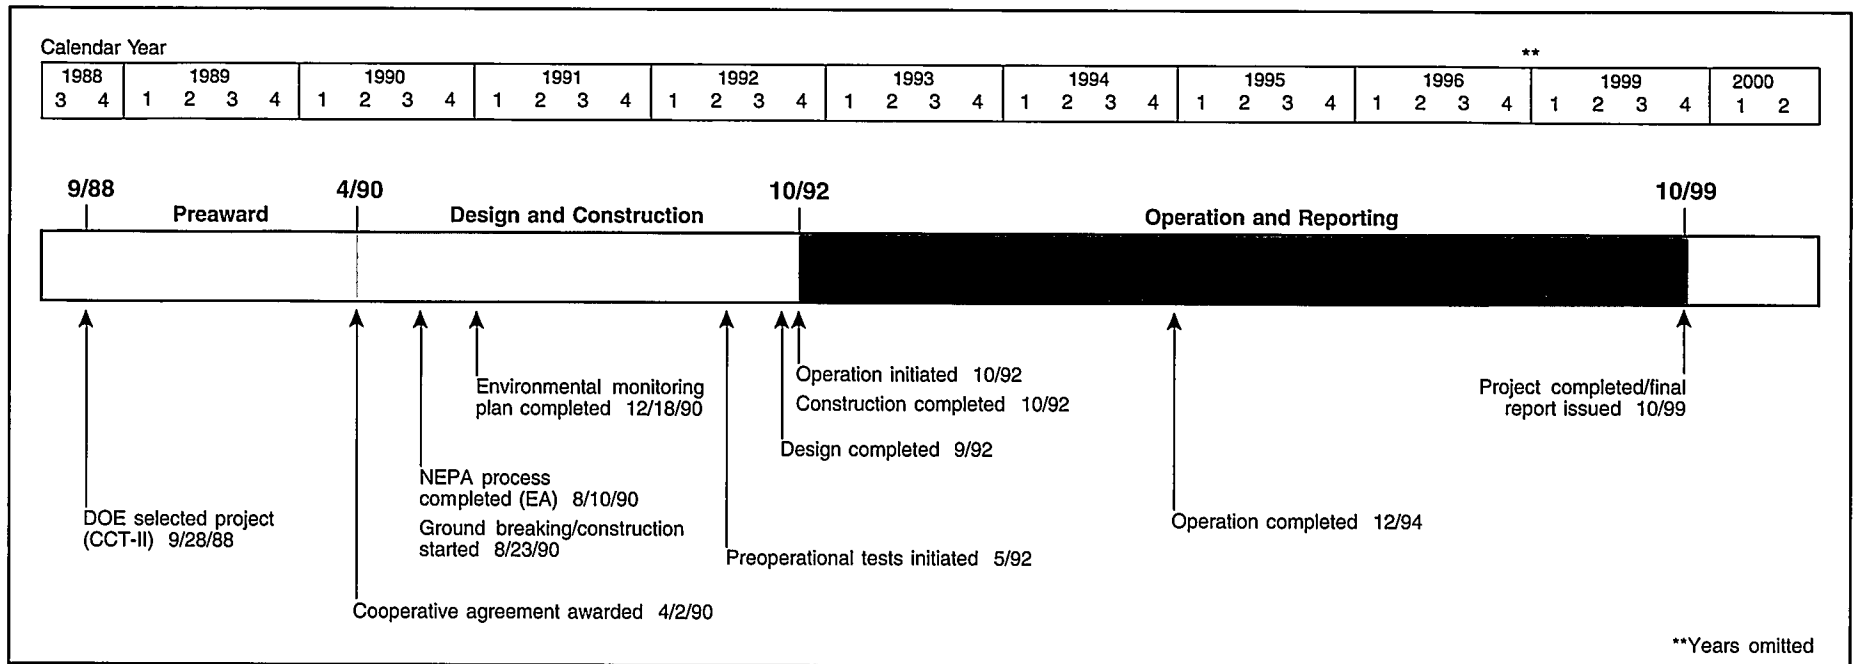 Calendar Year
**
1988 1989 1990 1991 1992 1993 1994 1995 1996 1999 2000
3 4 1 2 3 4 1 2 3 4 1 2 3 4 1 2 3 4 1 2 3 4 1 2 3 4 1 2 3 4 1 2 3 4 1 2 3 4 1 2
9/88 4/90 10/92 10/99
Preaward Design and Construction Operation and Reporting
Operation initiated 10/92
Construction completed 10/92
Environmental monitoring
plan completed 12/18/90
Project completed/final
report issued 10/99
Design completed 9/92
NEPA process
completed (EA) 8/10/90
Ground breaking/construction
started 8/23/90
DOE selected project
(CCT-II) 9/28/88
Operation completed 12/94
Preoperational tests initiated 5/92
Cooperative agreement awarded 4/2/90
**Years omitted